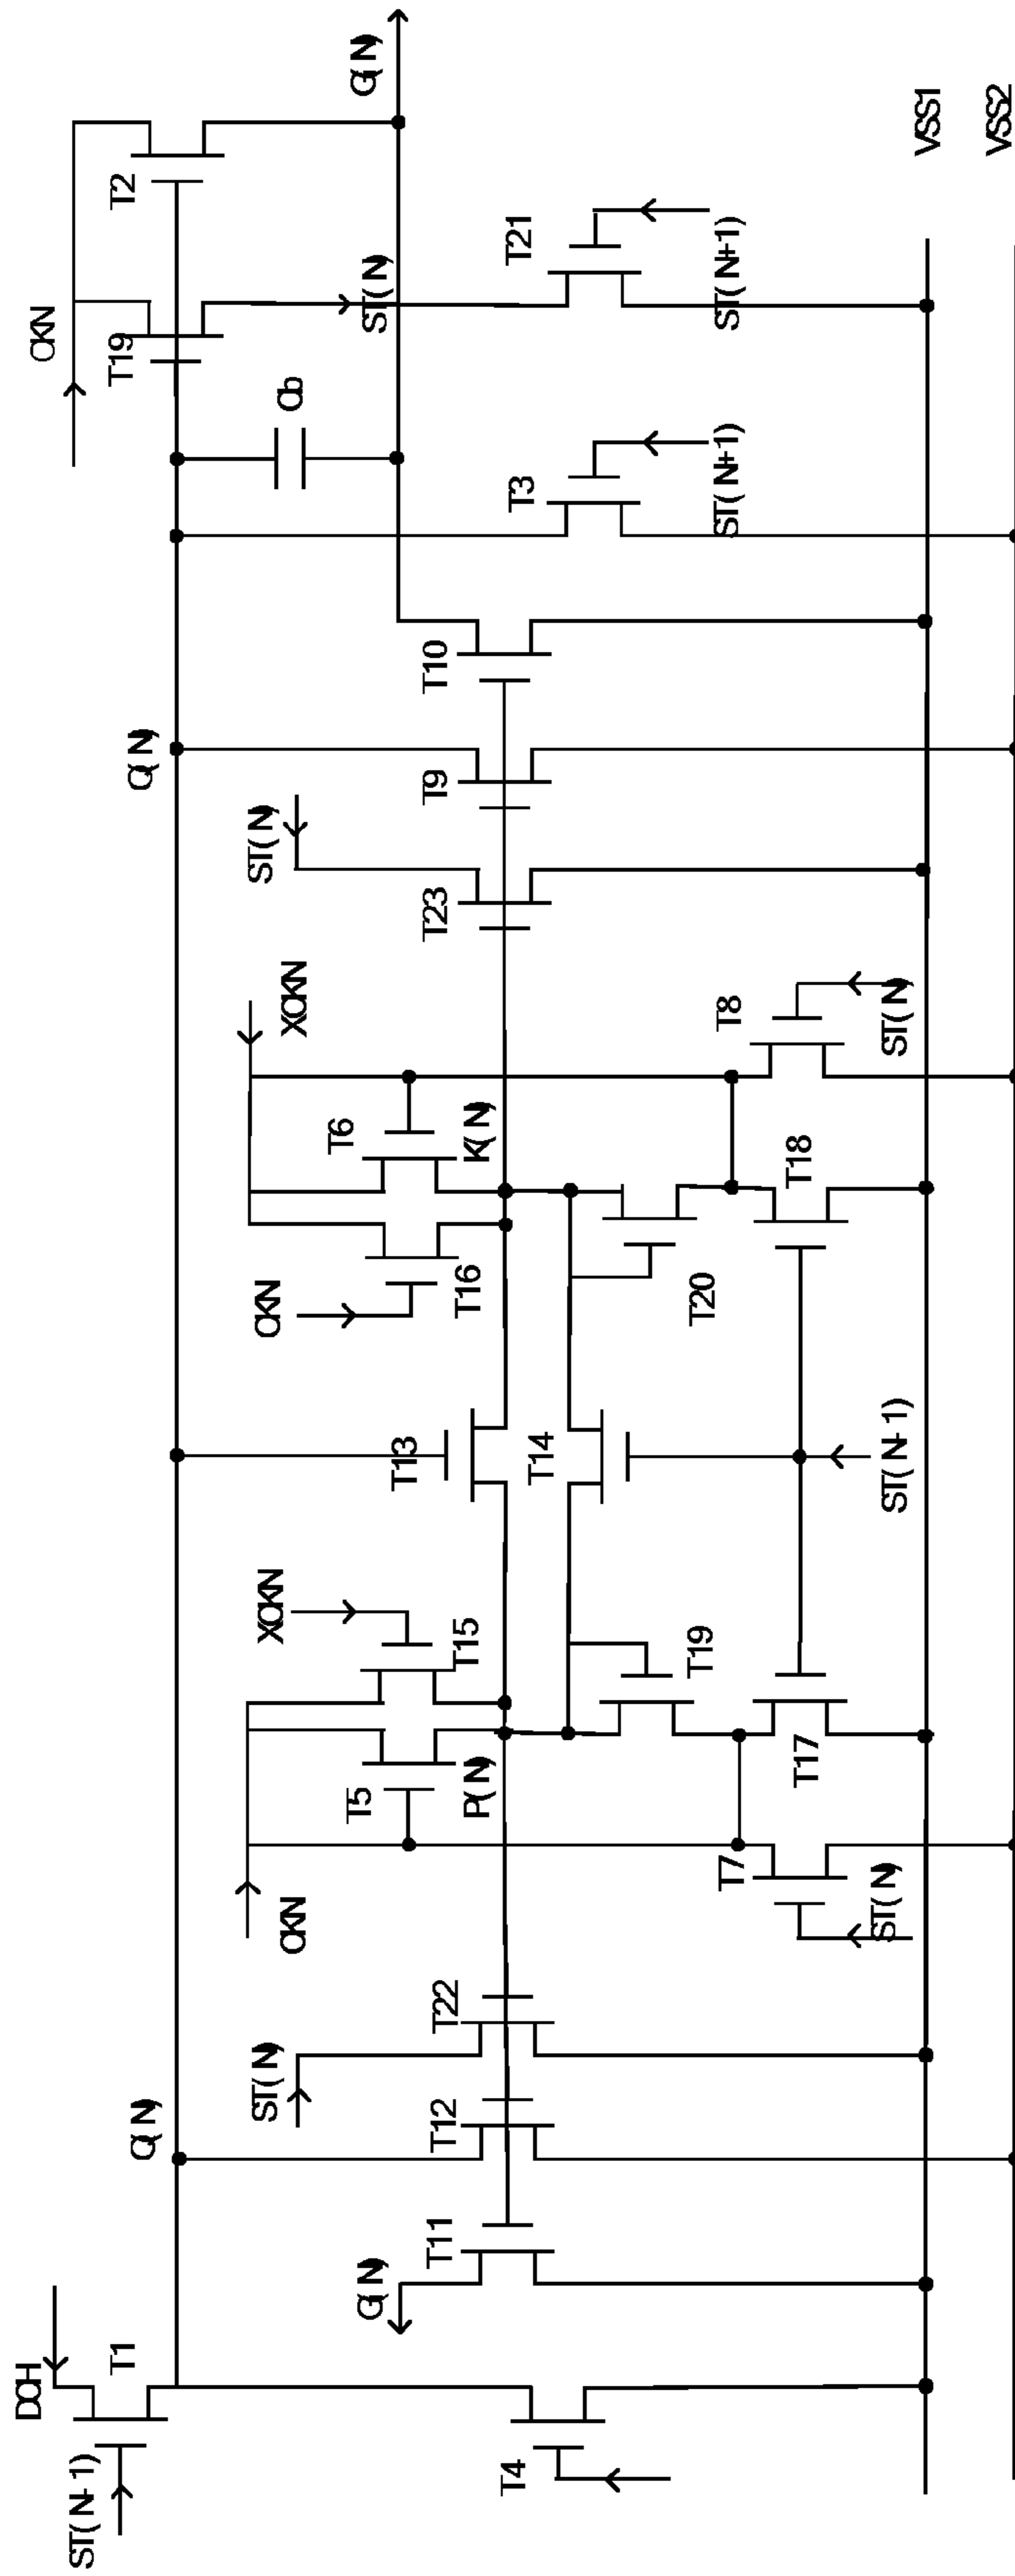 DCH
CKN
ST(N-1)
T1
T19
T2
Q(N)
Q(N)
ST(N)
CKN
XCKN
CKN
XCKN
ST(N)
Cb
G(N)
T5
T15
T13
T16
T6
G(N)
ST(N)
T11
T12
T22
P(N)
K(N)
T23
T9
T10
T4
T14
T3
T21
T19
T20
T7
T8
ST(N+1)
ST(N+1)
T17
T18
ST(N)
ST(N-1)
ST(N)
VSS1
VSS2